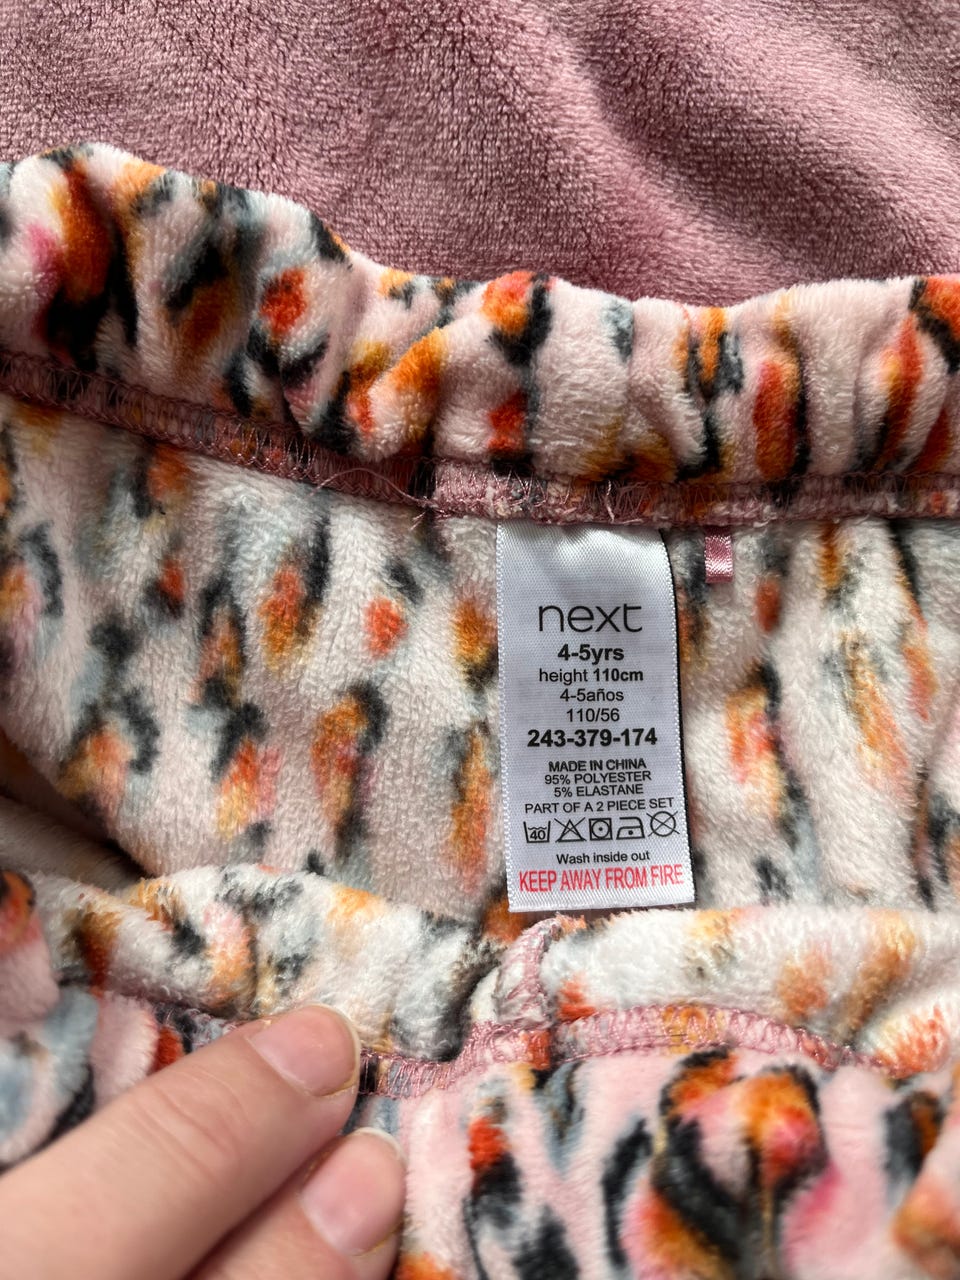 next
4-5yrs
height 110cm
4-5años
110/56
243-379-174
MADE IN CHINA
95% POLYESTER
5% ELASTANE
PART OF A 2 PIECE SET
40
Wash inside out
KEEP AWAY FROM FIRE